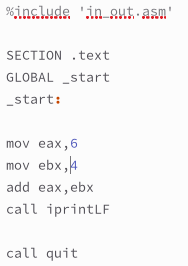 %include 'in_out.asm'
SECTION .text
GLOBAL _start
_start:
mov eax,6
mov ebx,4
add eax,ebx
call iprintLF
call quit